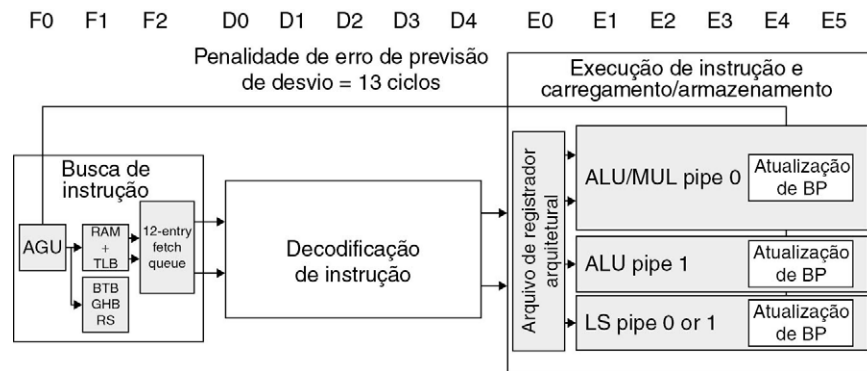 F0 F1 F2 D0 D1 D2 D3 D4 E0 E1 E2 E3 E4 E5
Penalidade de erro de previsão
de desvio = 13 ciclos
Execução de instrução e
carregamento/armazenamento
Busca de
instrução
AGU
RAM
+
TLB
BTB
GHB
RS
12-entry
fetch
queue
Decodificação
de instrução
Arquivo de registrador
arquitetural
ALU/MUL pipe 0
Atualização
de BP
ALU pipe 1
Atualização
de BP
LS pipe 0 or 1
Atualização
de BP